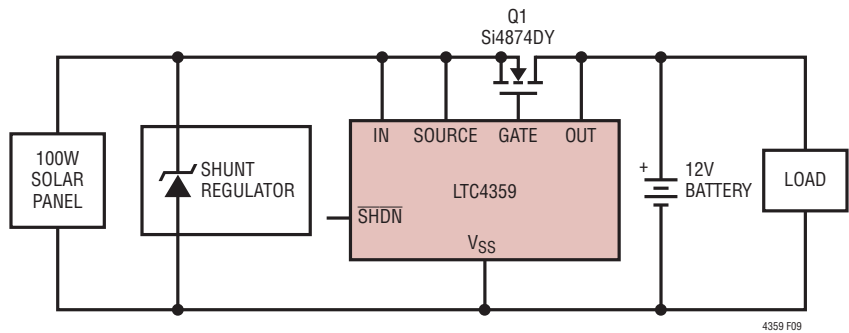 Q1
Si4874DY
IN SOURCE GATE OUT
100W
SOLAR
PANEL
SHUNT
REGULATOR
LTC4359
SHDN
VSS
+
12V
BATTERY
LOAD
4359 F09